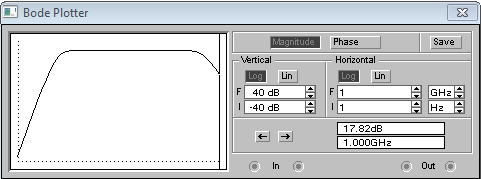 Bode Plotter
Magnitude Phase Save
Vertical Horizontal
Log Lin Log Lin
F 40 dB F 1 GHz
I -40 dB I 1 Hz
17.82dB
1.000GHz
In Out